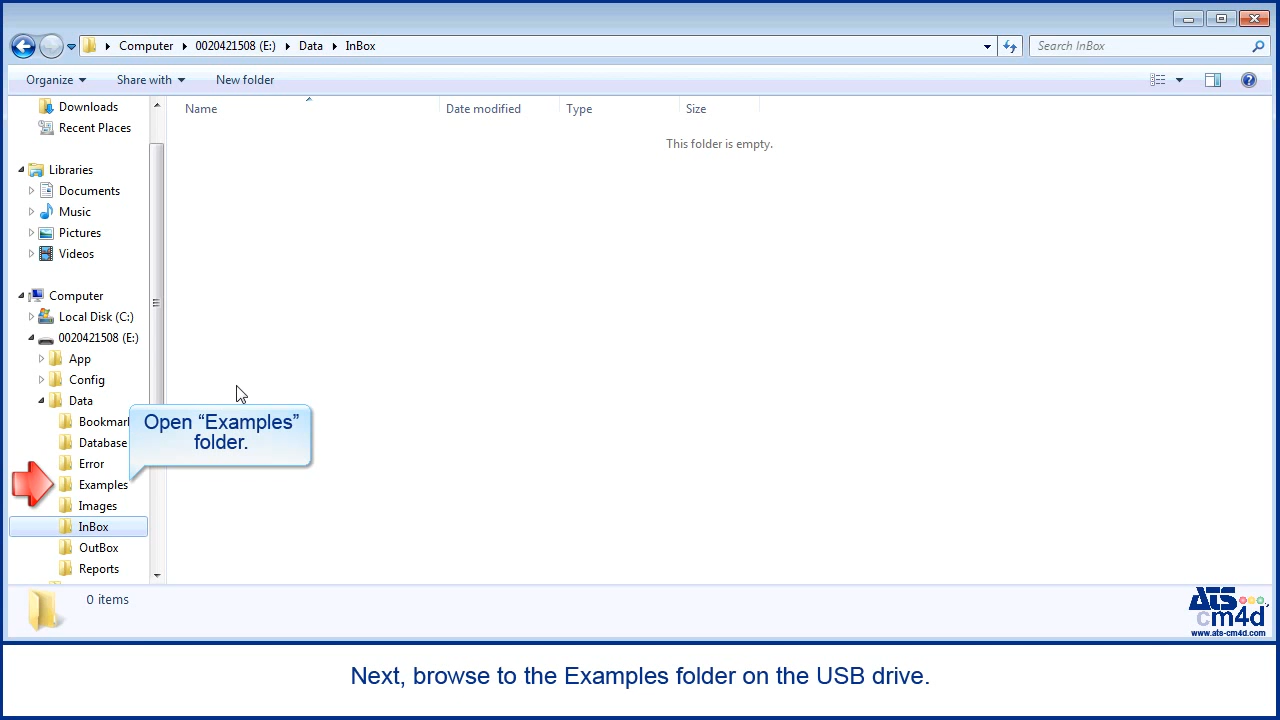 Computer 0020421508 (E:) Data InBox
Search InBox
Organize Share with New folder
Name Date modified Type Size
This folder is empty.
Downloads
Recent Places
Libraries
Documents
Music
Pictures
Videos
Computer
Local Disk (C:)
0020421508 (E:)
App
Config
Data
Bookmar
Database
Error
Examples
Images
InBox
OutBox
Reports
Open “Examples”
folder.
0 items
ATS
cm4d
www.ats-cm4d.com
Next, browse to the Examples folder on the USB drive.